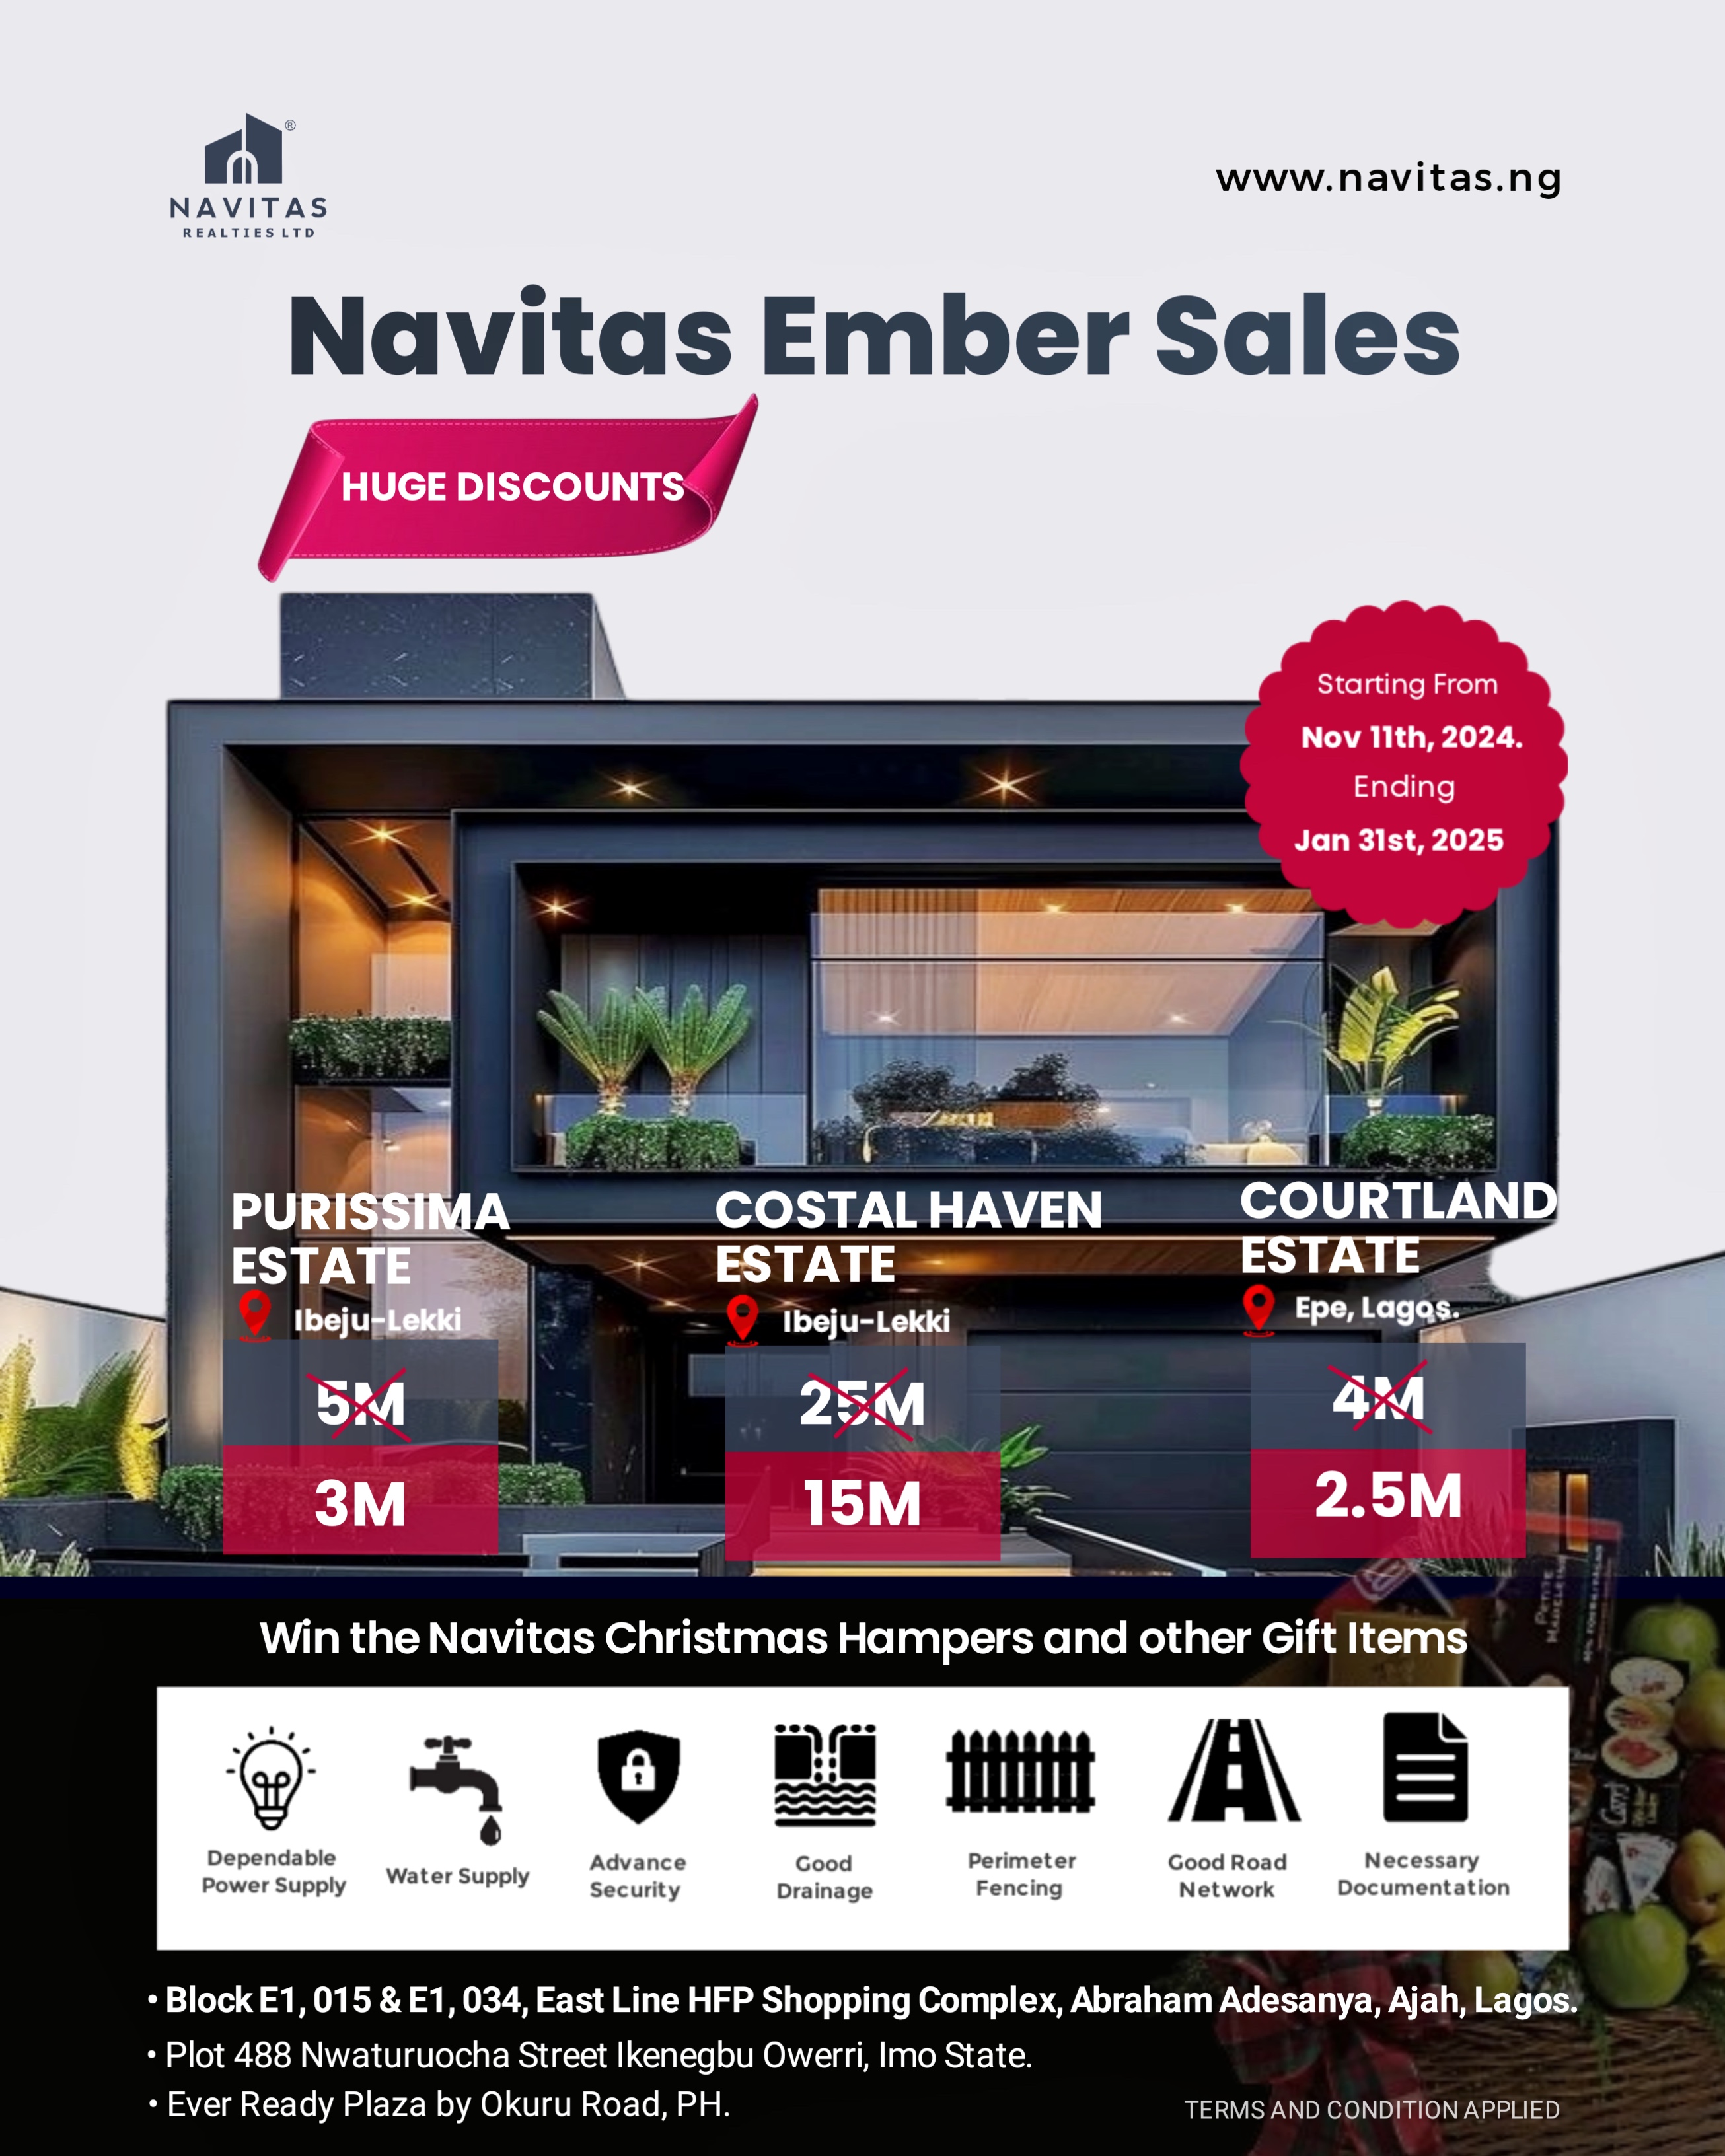 NAVITAS
REALTIES LTD
®
www.navitas.ng
Navitas Ember Sales
HUGE DISCOUNTS
Starting From
Nov 11th, 2024.
Ending
Jan 31st, 2025
PURISSIMA
ESTATE
Ibeju-Lekki
5M
3M
COSTAL HAVEN
ESTATE
Ibeju-Lekki
25M
15M
COURTLAND
ESTATE
Epe, Lagos.
4M
2.5M
Win the Navitas Christmas Hampers and other Gift Items
Dependable
Power Supply
Water Supply
Advance
Security
Good
Drainage
Perimeter
Fencing
Good Road
Network
Necessary
Documentation
• Block E1, 015 & E1, 034, East Line HFP Shopping Complex, Abraham Adesanya, Ajah, Lagos.
• Plot 488 Nwaturuocha Street Ikenegbu Owerri, Imo State.
• Ever Ready Plaza by Okuru Road, PH.
TERMS AND CONDITION APPLIED